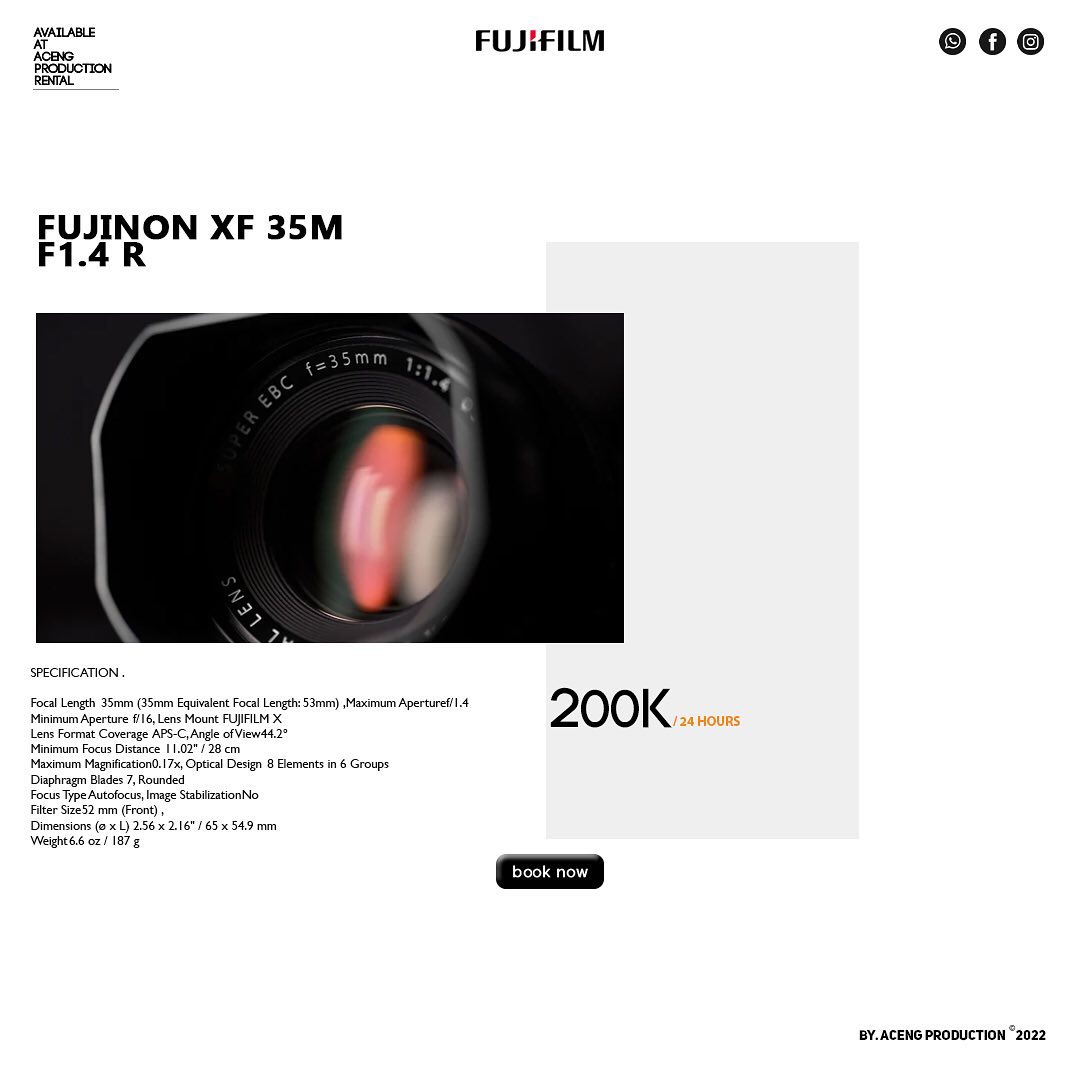 AVAILABLE
AT
ACENG
PRODUCTION
RENTAL
FUJIFILM
FUJINON XF 35M
F1.4 R
SUPER EBC f=35mm 1:1.4
LENS
SPECIFICATION .
Focal Length 35mm (35mm Equivalent Focal Length: 53mm) ,Maximum Aperturef/1.4
Minimum Aperture f/16, Lens Mount FUJIFILM X
Lens Format Coverage APS-C, Angle of View44.2°
Minimum Focus Distance 11.02" / 28 cm
Maximum Magnification0.17x, Optical Design 8 Elements in 6 Groups
Diaphragm Blades 7, Rounded
Focus Type Autofocus, Image StabilizationNo
Filter Size52 mm (Front) ,
Dimensions (ø x L) 2.56 x 2.16" / 65 x 54.9 mm
Weight6.6 oz / 187 g
200K / 24 HOURS
book now
BY. ACENG PRODUCTION ©2022